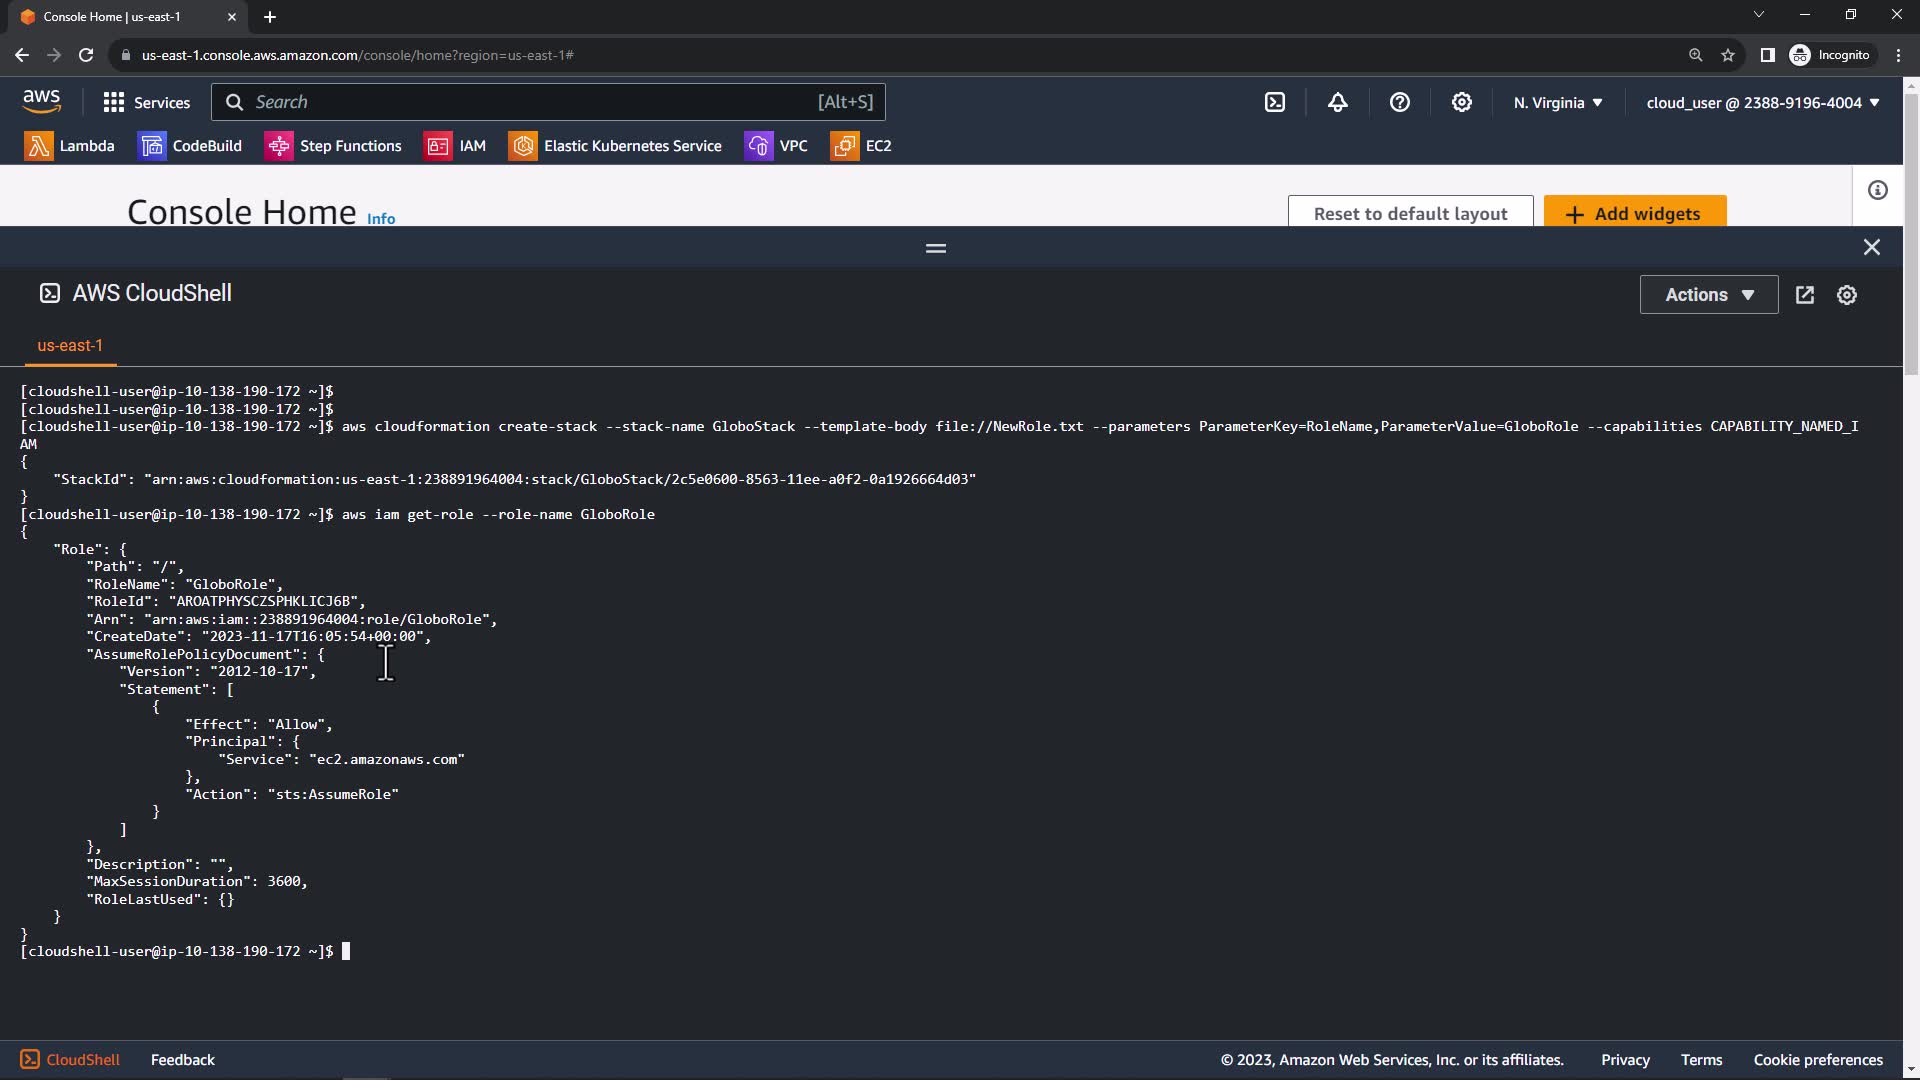 Console Home | us-east-1
us-east-1.console.aws.amazon.com/console/home?region=us-east-1#
Incognito
aws
Services
Search
[Alt+S]
N. Virginia
cloud_user @ 2388-9196-4004
Lambda
CodeBuild
Step Functions
IAM
Elastic Kubernetes Service
VPC
EC2
Console Home Info
Reset to default layout
Add widgets
AWS CloudShell
Actions
us-east-1
[cloudshell-user@ip-10-138-190-172 ~]$
[cloudshell-user@ip-10-138-190-172 ~]$
[cloudshell-user@ip-10-138-190-172 ~]$ aws cloudformation create-stack --stack-name GloboStack --template-body file://NewRole.txt --parameters ParameterKey=RoleName,ParameterValue=GloboRole --capabilities CAPABILITY_NAMED_I
AM
{
    "StackId": "arn:aws:cloudformation:us-east-1:238891964004:stack/GloboStack/2c5e0600-8563-11ee-a0f2-0a1926664d03"
}
[cloudshell-user@ip-10-138-190-172 ~]$ aws iam get-role --role-name GloboRole
{
    "Role": {
        "Path": "/",
        "RoleName": "GloboRole",
        "RoleId": "AROATPHYSCZSPHKLICJ6B",
        "Arn": "arn:aws:iam::238891964004:role/GloboRole",
        "CreateDate": "2023-11-17T16:05:54+00:00",
        "AssumeRolePolicyDocument": {
            "Version": "2012-10-17",
            "Statement": [
                {
                    "Effect": "Allow",
                    "Principal": {
                        "Service": "ec2.amazonaws.com"
                    },
                    "Action": "sts:AssumeRole"
                }
            ]
        },
        "Description": "",
        "MaxSessionDuration": 3600,
        "RoleLastUsed": {}
    }
}
[cloudshell-user@ip-10-138-190-172 ~]$
CloudShell
Feedback
© 2023, Amazon Web Services, Inc. or its affiliates.
Privacy
Terms
Cookie preferences